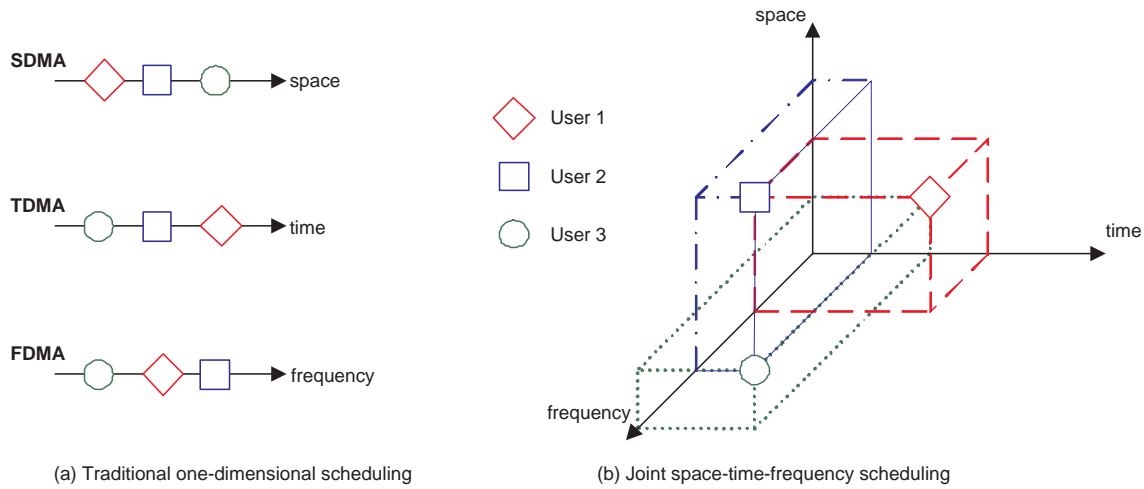 SDMA
space
TDMA
time
FDMA
frequency
(a) Traditional one-dimensional scheduling
User 1
User 2
User 3
space
time
frequency
(b) Joint space-time-frequency scheduling